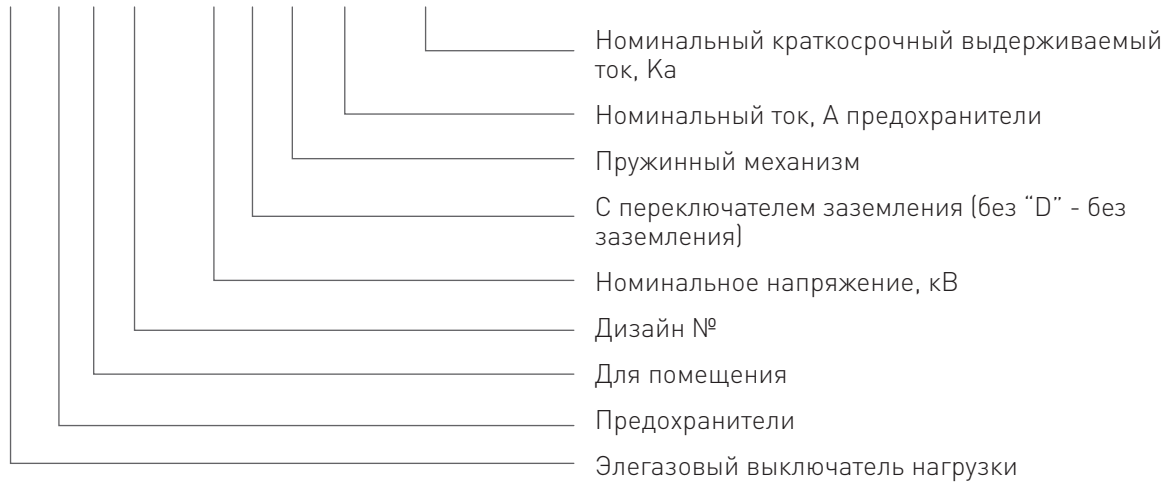 Номинальный краткосрочный выдерживаемый
ток, Ка
Номинальный ток, А предохранители
Пружинный механизм
С переключателем заземления (без “D” - без
заземления)
Номинальное напряжение, кВ
Дизайн №
Для помещения
Предохранители
Элегазовый выключатель нагрузки